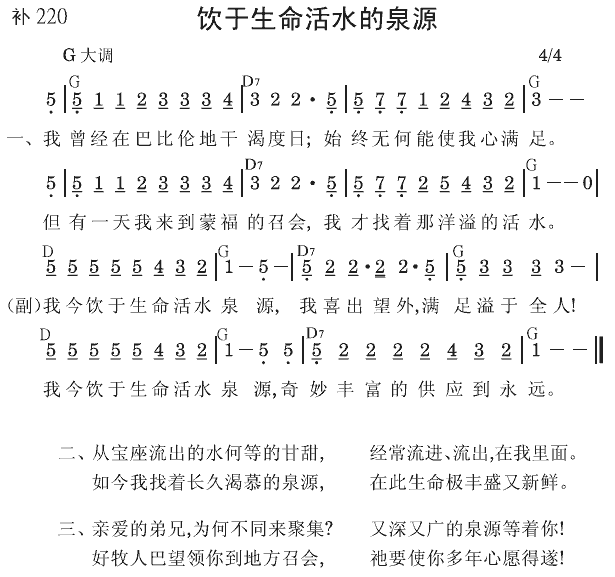 补 220 饮于生命活水的泉源
G 大调 4/4
G D7 G
5 | 5 1 1 2 3 3 3 4 | 3 2 2 · 5 | 5 7 7 1 2 4 3 2 | 3 - -
一、我 曾经在巴比伦地干 渴度日; 始 终无何能使我心满 足。
D7 G
5 | 5 1 1 2 3 3 3 4 | 3 2 2 · 5 | 5 7 7 2 5 4 3 2 | 1 - - 0 |
但 有一天我来到蒙福 的召会, 我 才找着那洋溢的活 水。
D G D7 G
5 5 5 5 5 4 3 2 | 1 - 5 - | 5 2 2 · 2 2 · 5 | 5 3 3 3 3 - |
(副)我今饮于生命活水 泉 源, 我喜出 望外,满 足溢于 全人!
D G D7 G
5 5 5 5 5 4 3 2 | 1 - 5 5 | 5 2 2 2 2 4 3 2 | 1 - - ‖
我今饮于生命活水 泉 源,奇 妙丰富的供应到永 远。
二、从宝座流出的水何等的甘甜, 经常流进、流出,在我里面。
如今我找着长久渴慕的泉源, 在此生命极丰盛又新鲜。
三、亲爱的弟兄,为何不同来聚集? 又深又广的泉源等着你!
好牧人巴望领你到地方召会, 祂要使你多年心愿得遂!